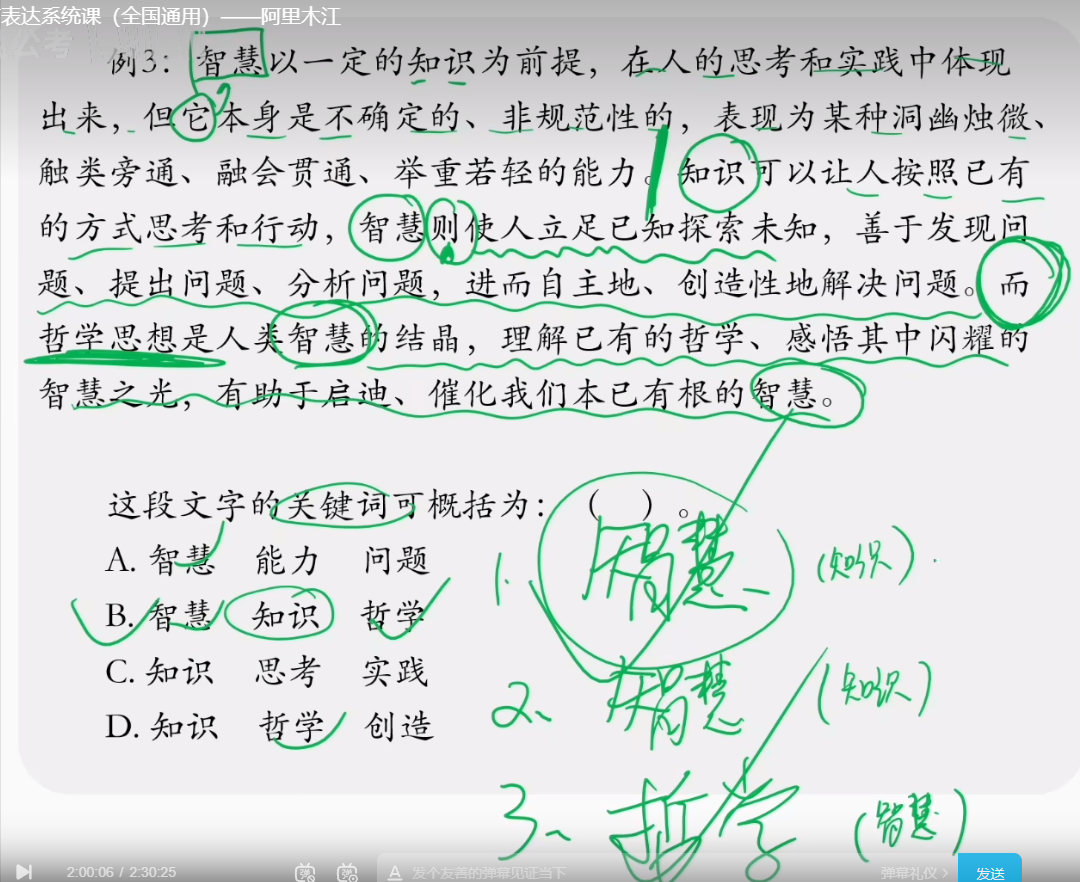 表达系统课（全国通用）——阿里木江
公考
例3：智慧以一定的知识为前提，在人的思考和实践中体现
出来，但它本身是不确定的、非规范性的，表现为某种洞幽烛微、
触类旁通、融会贯通、举重若轻的能力。知识可以让人按照已有
的方式思考和行动，智慧则使人立足已知探索未知，善于发现问
题、提出问题、分析问题，进而自主地、创造性地解决问题。而
哲学思想是人类智慧的结晶，理解已有的哲学、感悟其中闪耀的
智慧之光，有助于启迪、催化我们本已有根的智慧。
这段文字的关键词可概括为：（ ）。
A. 智慧 能力 问题
B. 智慧 知识 哲学
C. 知识 思考 实践
D. 知识 哲学 创造
1. 智慧 (知识)
2、智慧 (知识)
3、哲学 (智慧)
2:00:06 / 2:30:25 弹 弹 A 发个友善的弹幕见证当下 弹幕礼仪 > 发送